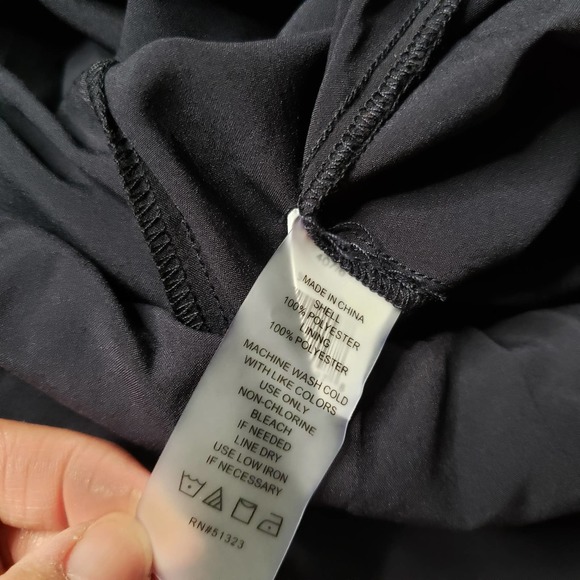 MADE IN CHINA
SHELL
100% POLYESTER
LINING
100% POLYESTER
MACHINE WASH COLD
WITH LIKE COLORS
USE ONLY
NON-CHLORINE
BLEACH
IF NEEDED
LINE DRY
USE LOW IRON
IF NECESSARY
RN#51323